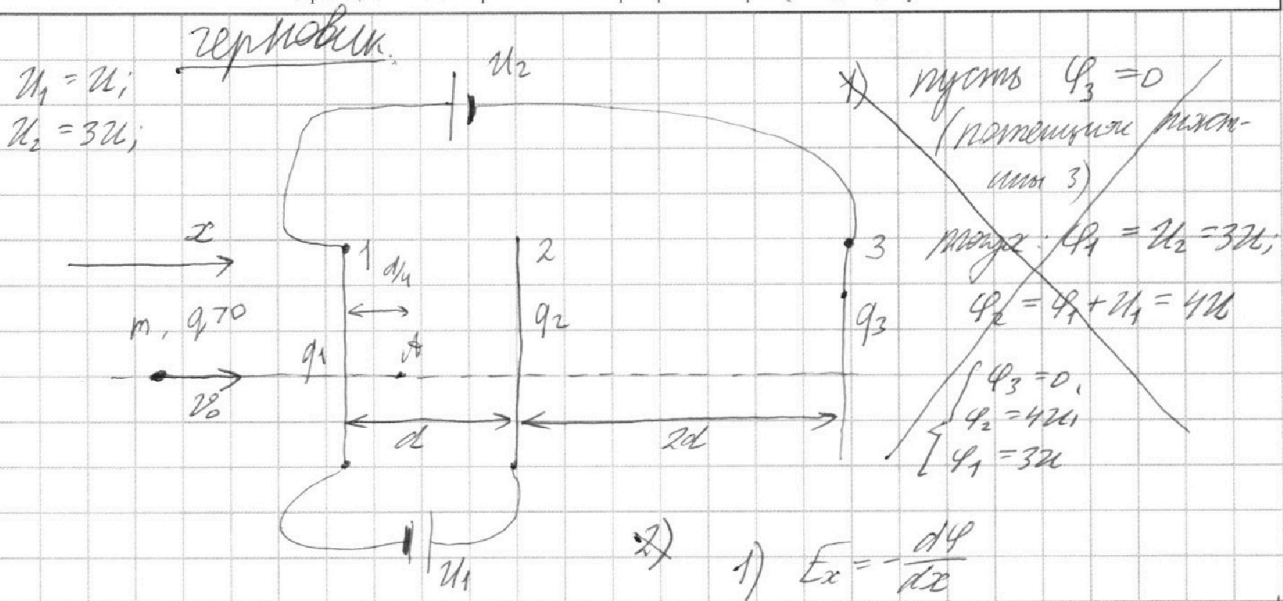 черновик.
U₁ = U;
U₂ = 3U;
U₂
x
m, q>0
v₀
1
d/4
A
q₁
2
q₂
3
q₃
d
2d
U₁
1) пусть φ₃ = 0
(потенциал пласт-
ины 3)
тогда: φ₁ = U₂ = 3U;
φ₂ = φ₁ + U₁ = 4U
φ₃ = 0,
φ₂ = 4U,
φ₁ = 3U
2)
1) Eₓ = - dφ/dx